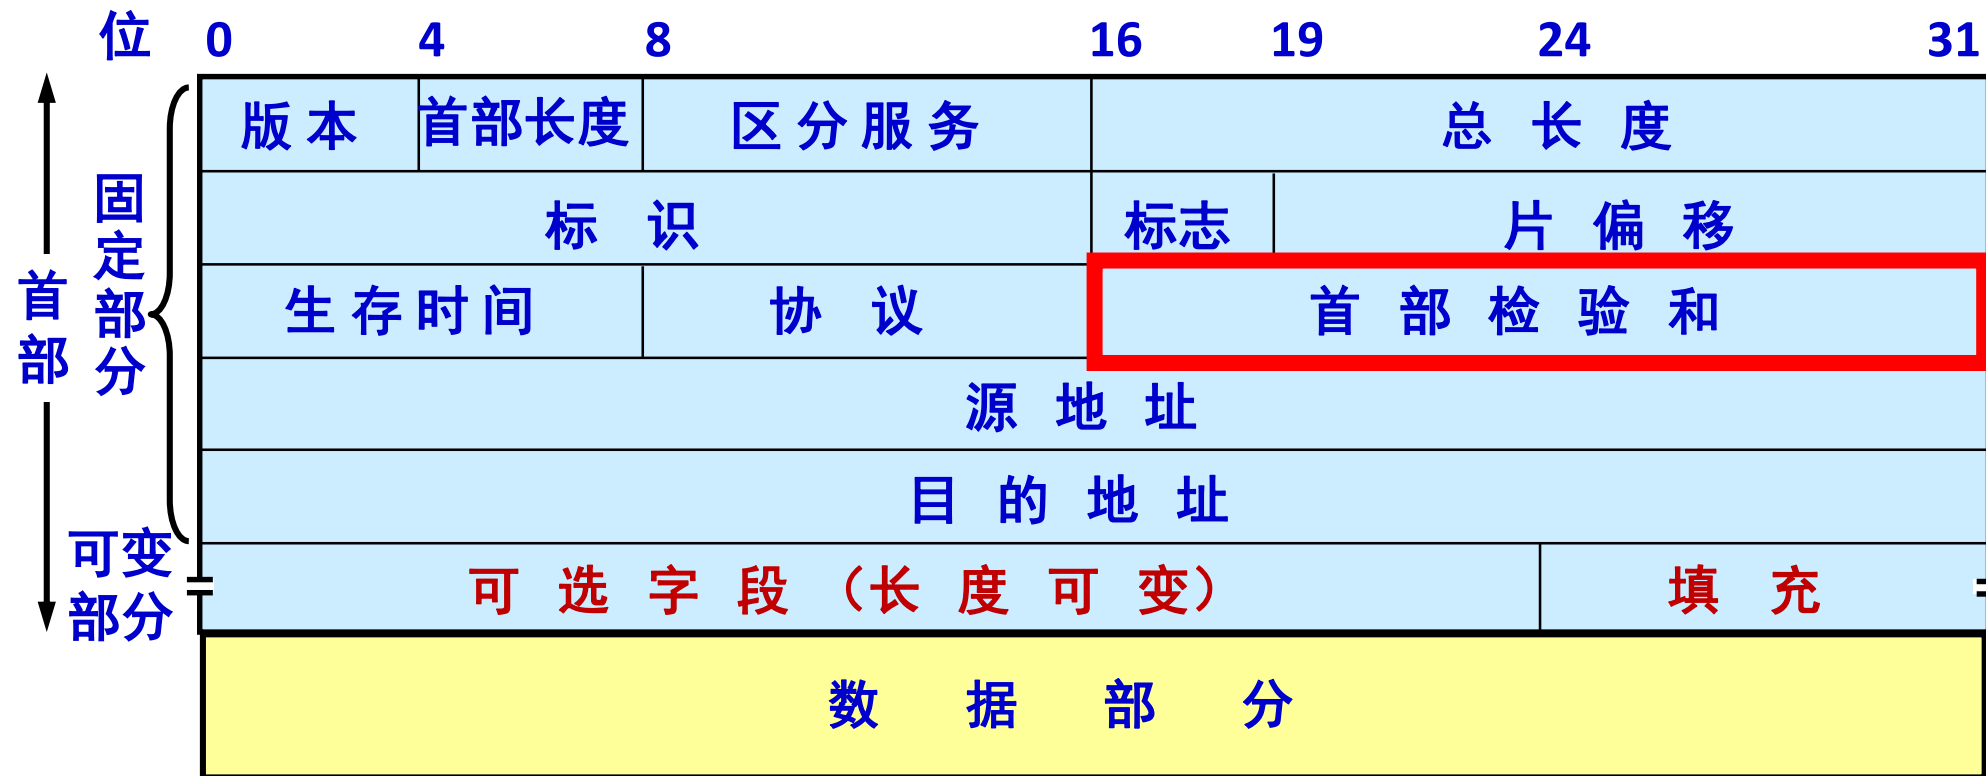 位 0 4 8 16 19 24 31
版本 首部长度 区分服务 总长度
标识 标志 片偏移
生存时间 协议 首部检验和
源地址
目的地址
可选字段（长度可变） 填充
数据部分
首部
固定部分
可变
部分